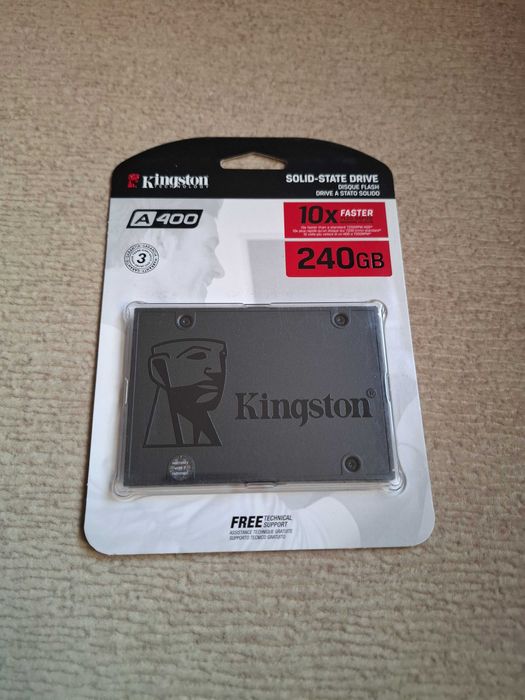 Kingston
TECHNOLOGY
SOLID-STATE DRIVE
DISQUE FLASH
DRIVE A STATO SOLIDO
A400
10x FASTER
3
240GB
Kingston®
FREE TECHNICAL SUPPORT
ASSISTANCE TECHNIQUE GRATUITE
SUPPORTO TECNICO GRATUITO